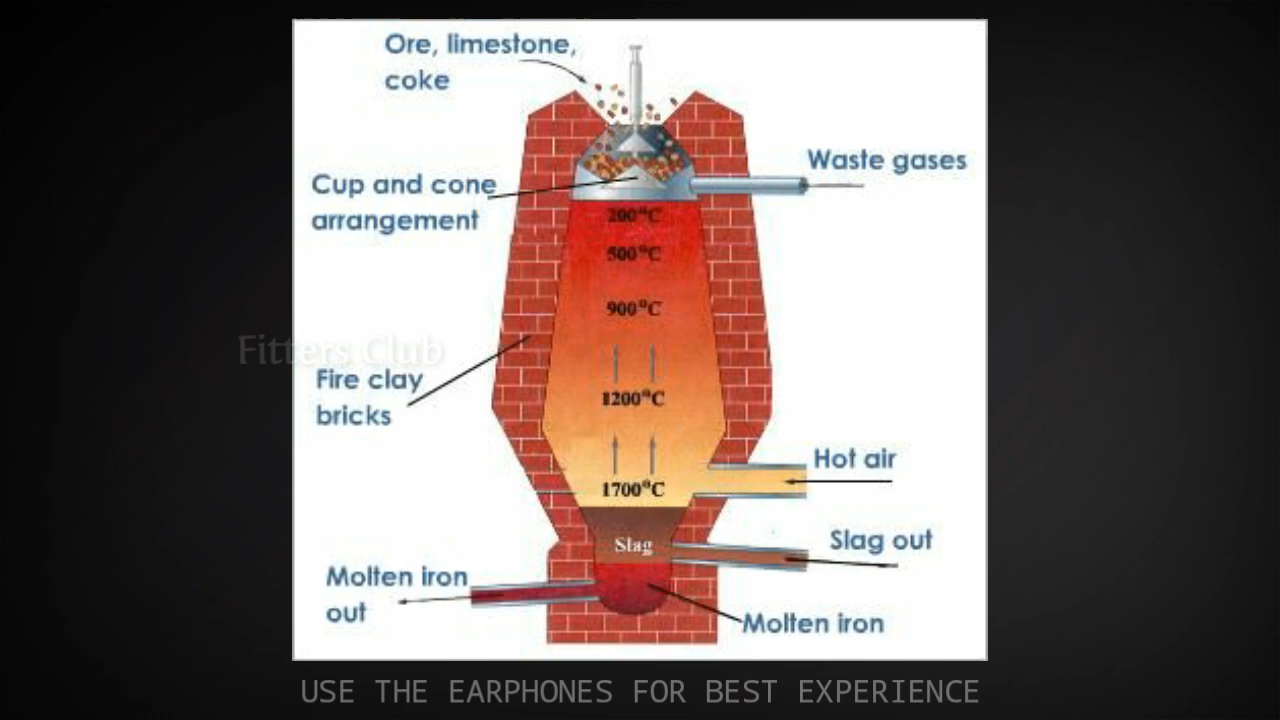 Ore, limestone,
coke
Waste gases
Cup and cone
arrangement
200°C
500°C
900°C
Fitters Club
Fire clay
bricks
1200°C
Hot air
1700°C
Slag
Slag out
Molten iron
out
Molten iron
USE THE EARPHONES FOR BEST EXPERIENCE